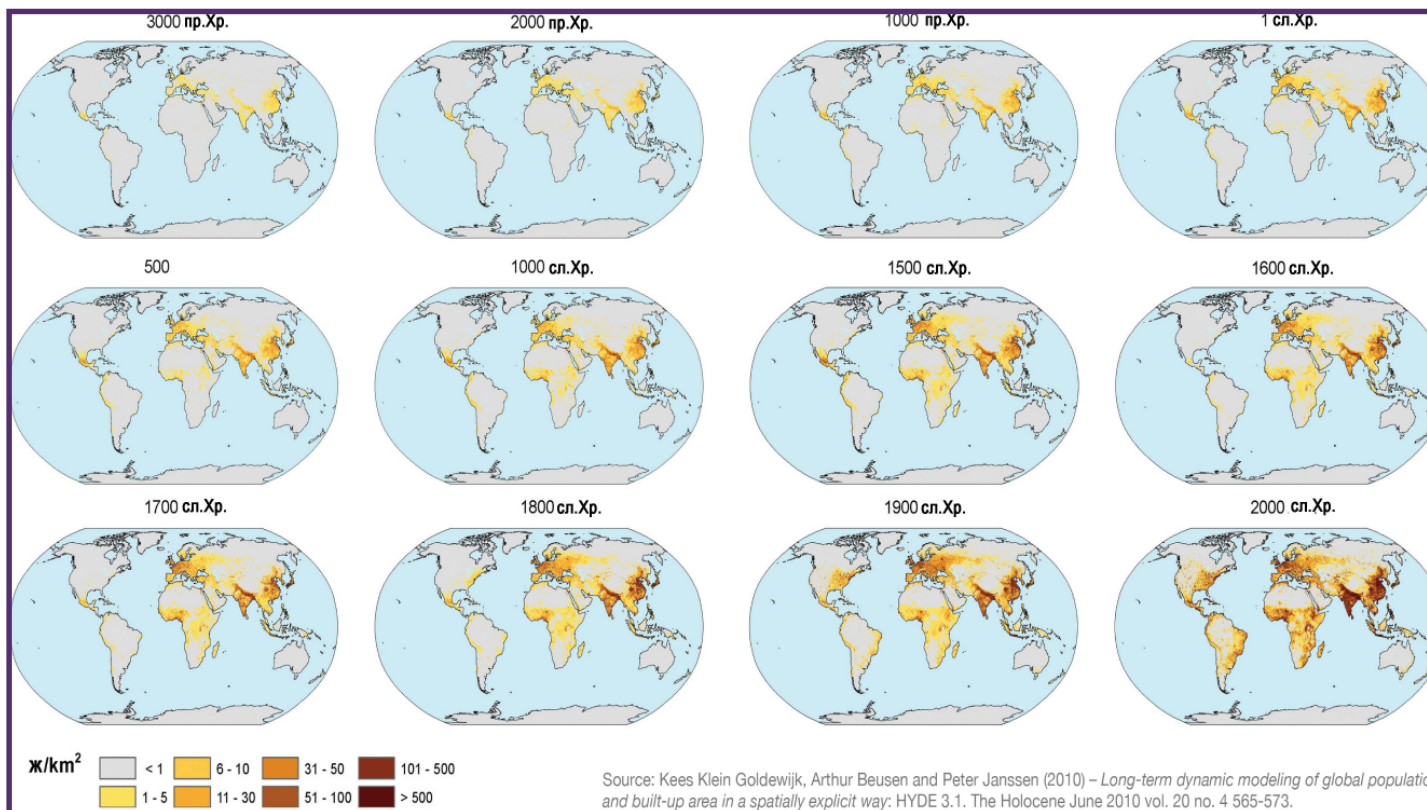 3000 пр.Хр. 2000 пр.Хр. 1000 пр.Хр. 1 сл.Хр.
500 1000 сл.Хр. 1500 сл.Хр. 1600 сл.Хр.
1700 сл.Хр. 1800 сл.Хр. 1900 сл.Хр. 2000 сл.Хр.
ж/km²
< 1 6 - 10 31 - 50 101 - 500
1 - 5 11 - 30 51 - 100 > 500
Source: Kees Klein Goldewijk, Arthur Beusen and Peter Janssen (2010) – Long-term dynamic modeling of global populatio
and built-up area in a spatially explicit way: HYDE 3.1. The Holocene June 2010 vol. 20 no. 4 565-573.